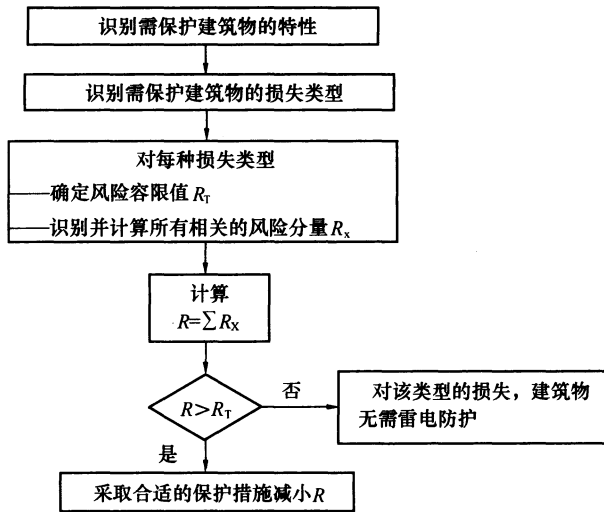 识别需保护建筑物的特性
识别需保护建筑物的损失类型
对每种损失类型
——确定风险容限值 R_T
——识别并计算所有相关的风险分量 R_x
计算
R=∑R_X
R>R_T
否
对该类型的损失，建筑物
无需雷电防护
是
采取合适的保护措施减小R